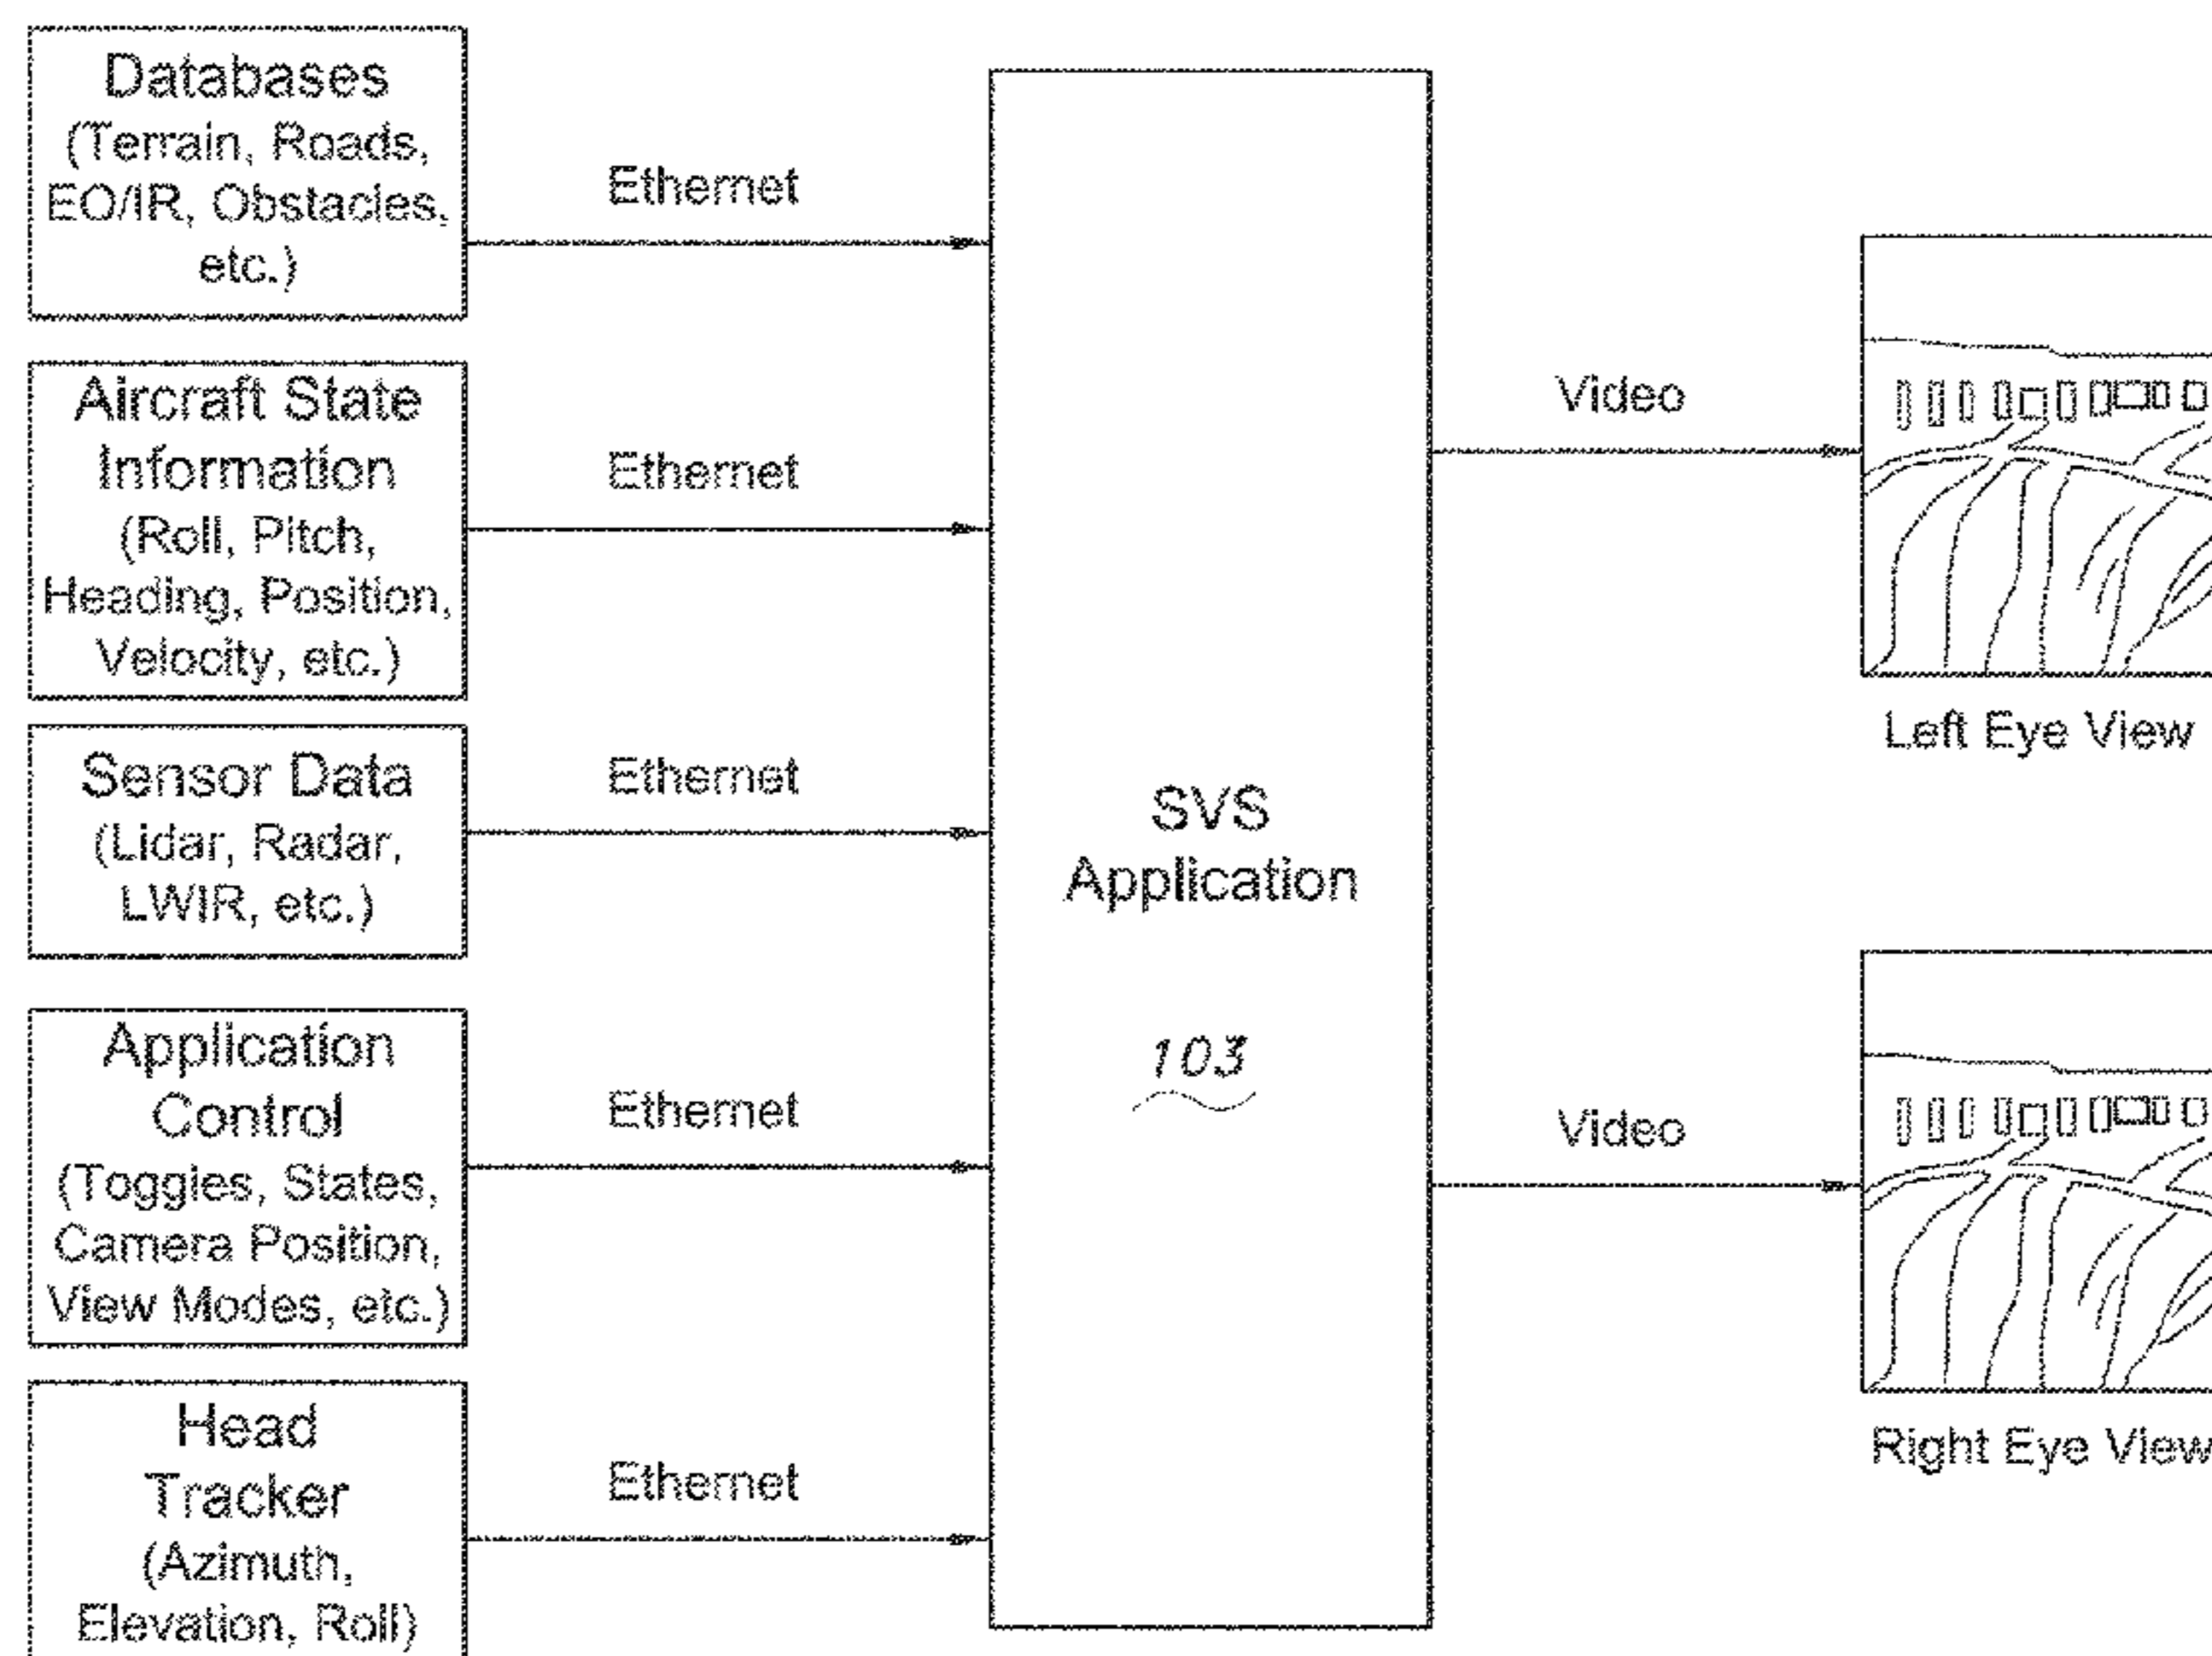 Databases
(Terrain, Roads,
EO/IR, Obstacles,
etc.)
Ethernet
Aircraft State
Information
(Roll, Pitch,
Heading, Position,
Velocity, etc.)
Ethernet
Sensor Data
(Lidar, Radar,
LWIR, etc.)
Ethernet
Application
Control
(Toggles, States,
Camera Position,
View Modes, etc.)
Ethernet
Head
Tracker
(Azimuth,
Elevation, Roll)
Ethernet
SVS
Application
103
Video
Left Eye View
Video
Right Eye View